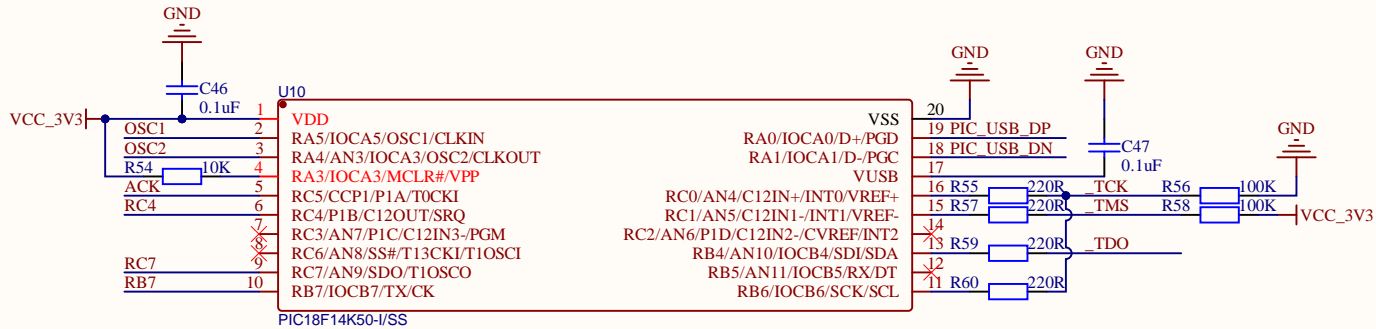 GND
C46
0.1uF
VCC_3V3
U10
GND
GND
C47
0.1uF
GND
1 VDD
VSS 20
OSC1 2 RA5/IOCA5/OSC1/CLKIN
RA0/IOCA0/D+/PGD 19 PIC_USB_DP
OSC2 3 RA4/AN3/IOCA3/OSC2/CLKOUT
RA1/IOCA1/D-/PGC 18 PIC_USB_DN
R54 10K 4 RA3/IOCA3/MCLR#/VPP
VUSB 17
ACK 5 RC5/CCP1/P1A/T0CKI
RC0/AN4/C12IN+/INT0/VREF+ 16 R55 220R _TCK R56 100K
RC4 6 RC4/P1B/C12OUT/SRQ
RC1/AN5/C12IN1-/INT1/VREF- 15 R57 220R _TMS R58 100K VCC_3V3
7 RC3/AN7/P1C/C12IN3-/PGM
RC2/AN6/P1D/C12IN2-/CVREF/INT2 14
8 RC6/AN8/SS#/T13CKI/T1OSCI
RB4/AN10/IOCB4/SDI/SDA 13 R59 220R _TDO
RC7 9 RC7/AN9/SDO/T1OSCO
RB5/AN11/IOCB5/RX/DT 12
RB7 10 RB7/IOCB7/TX/CK
RB6/IOCB6/SCK/SCL 11 R60 220R
PIC18F14K50-I/SS